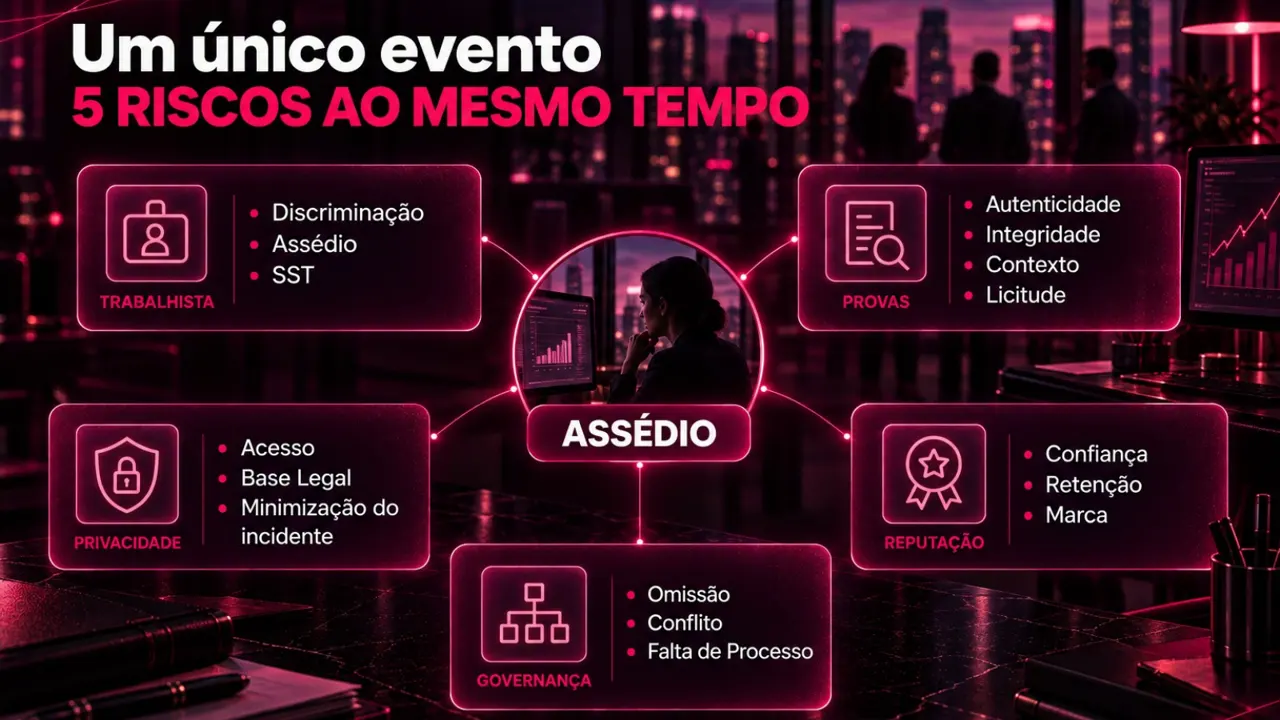 Um único evento
5 RISCOS AO MESMO TEMPO
TRABALHISTA
Discriminação
Assédio
SST
PROVAS
Autenticidade
Integridade
Contexto
Licitude
ASSÉDIO
PRIVACIDADE
Acesso
Base Legal
Minimização do
incidente
REPUTAÇÃO
Confiança
Retenção
Marca
GOVERNANÇA
Omissão
Conflito
Falta de Processo